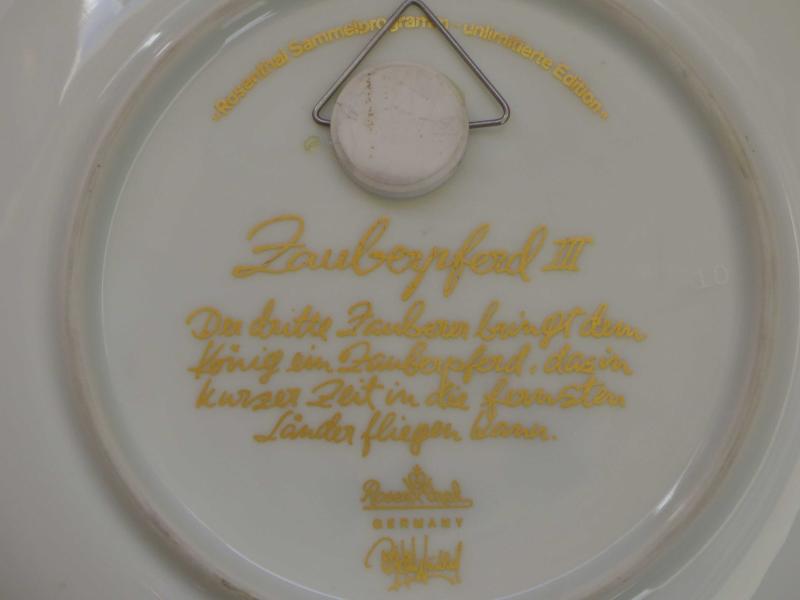 „Rosenthal Sammelprogramm - unlimitierte Edition“
Zauberpferd III
Der dritte Zauberer bringt dem
König ein Zauberpferd, das in
kurzer Zeit in die fernsten
Länder fliegen kann.
Rosenthal
GERMANY
10